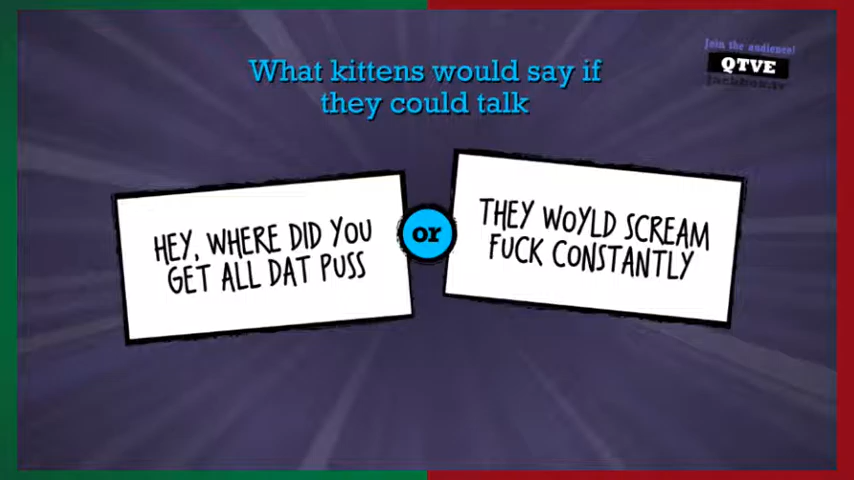 Join the audience!
QTVE
jackbox.tv
What kittens would say if
they could talk
HEY, WHERE DID YOU
GET ALL DAT PUSS
or
THEY WOYLD SCREAM
FUCK CONSTANTLY